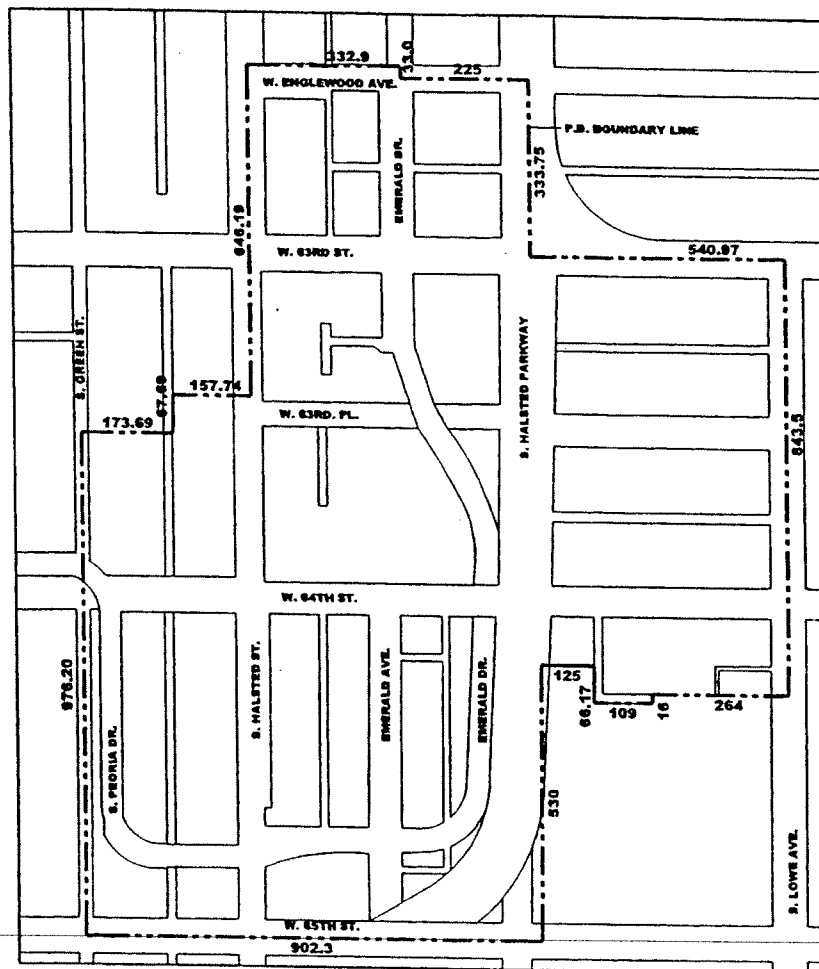 332.9
33.0
225
W. ENGLEWOOD AVE.
EMERALD DR.
P.D. BOUNDARY LINE
333.75
646.19
W. 63RD ST.
540.97
S. GREEN ST.
S. HALSTED PARKWAY
157.74
67.68
173.69
W. 63RD. PL.
843.5
W. 64TH ST.
976.20
S. PEORIA DR.
S. HALSTED ST.
EMERALD AVE.
EMERALD DR.
125
66.17
109
16
264
530
S. LOWE AVE.
W. 65TH ST.
902.3